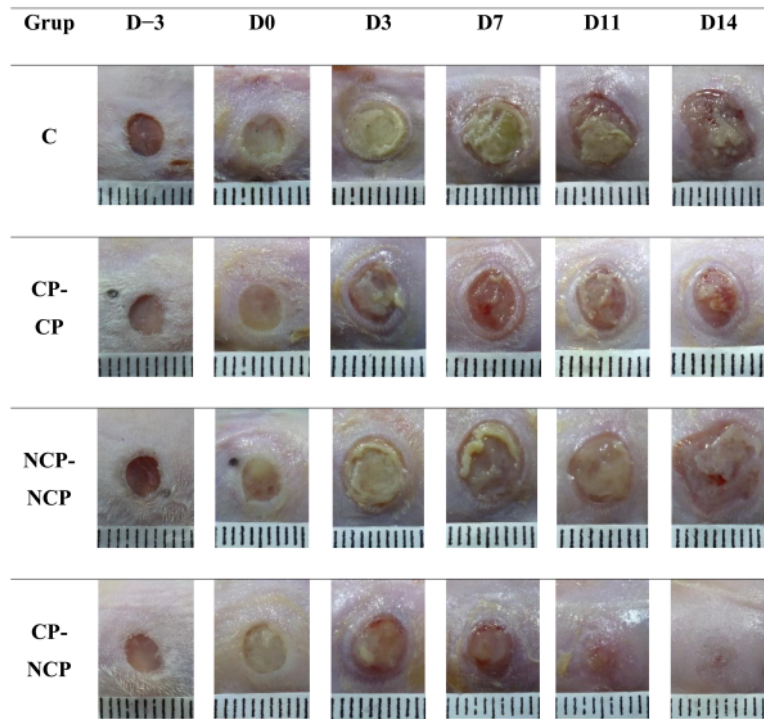 Grup D−3 D0 D3 D7 D11 D14
C
CP-
CP
NCP-
NCP
CP-
NCP